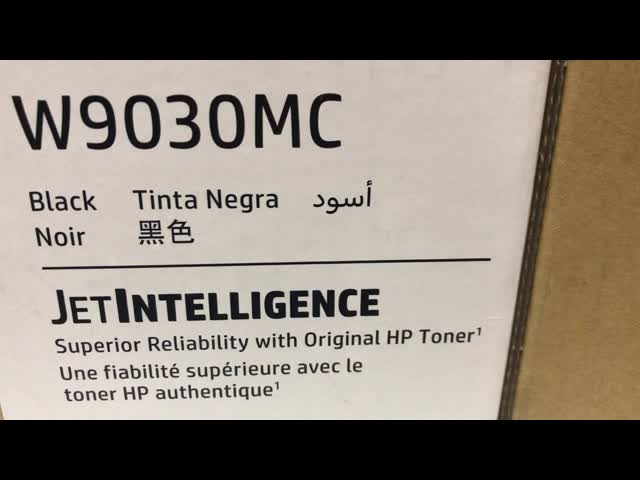 W9030MC
Black Tinta Negra أسود
Noir 黑色
JETINTELLIGENCE
Superior Reliability with Original HP Toner¹
Une fiabilité supérieure avec le
toner HP authentique¹